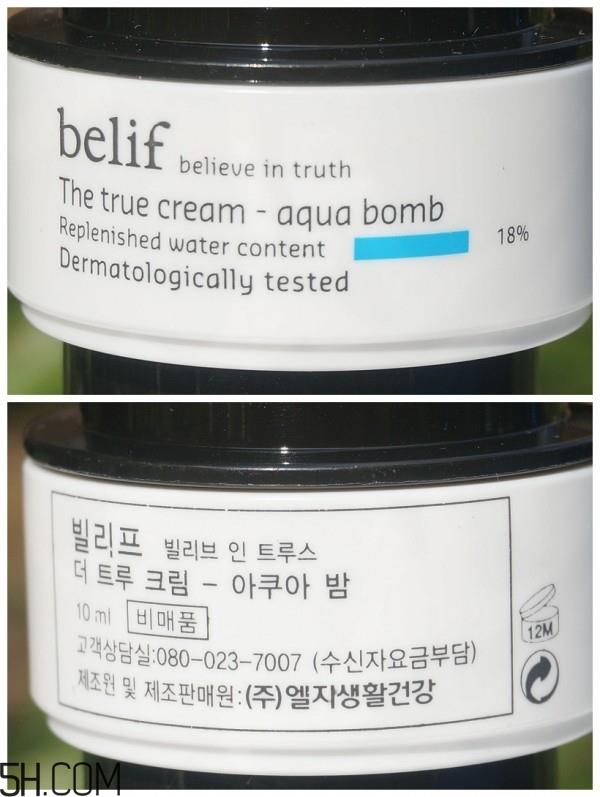 belif believe in truth
The true cream - aqua bomb
Replenished water content 18%
Dermatologically tested
빌리프 빌리브 인 트루스
더 트루 크림 – 아쿠아 밤
10 ml 비매품
고객상담실:080-023-7007 (수신자요금부담)
제조원 및 제조판매원:(주)엘지생활건강
12M
5H.COM